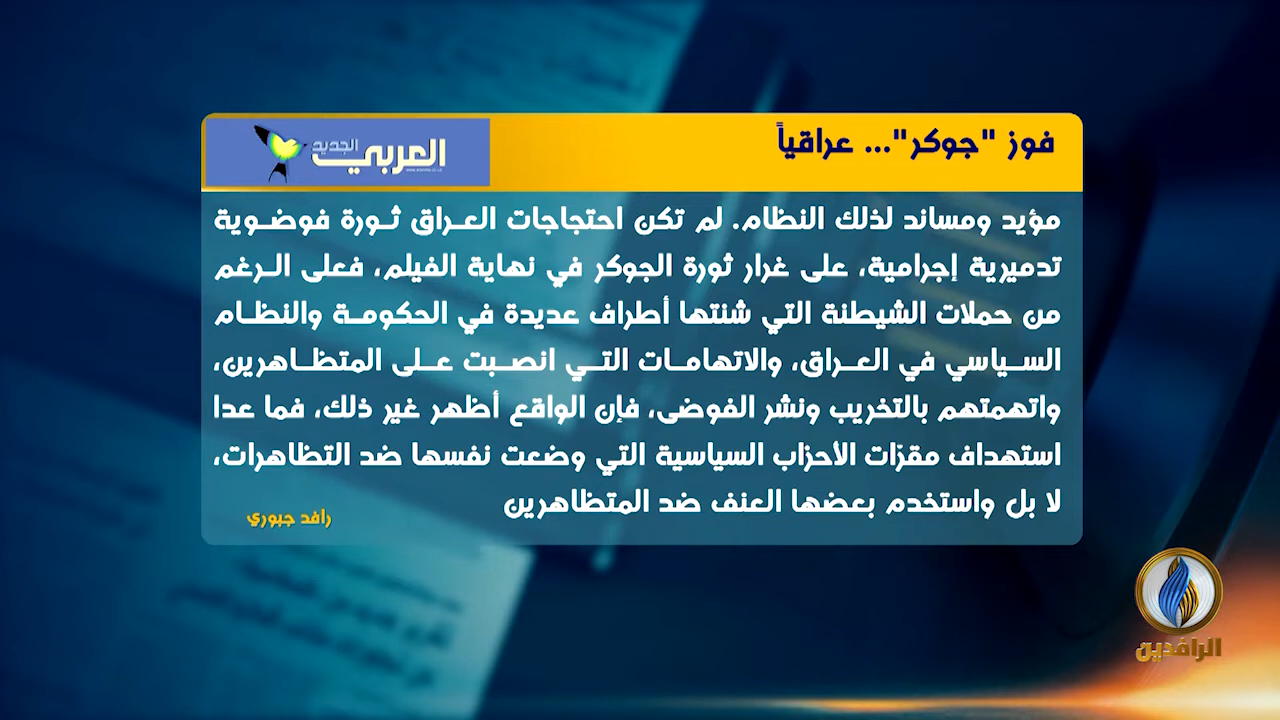 فوز "جوكر"... عراقياً
العربي الجديد
مؤيد ومساند لذلك النظام. لم تكن احتجاجات العراق ثورة فوضوية
تدميرية إجرامية، على غرار ثورة الجوكر في نهاية الفيلم، فعلى الرغم
من حملات الشيطنة التي شنتها أطراف عديدة في الحكومة والنظام
السياسي في العراق، والاتهامات التي انصبت على المتظاهرين،
واتهمتهم بالتخريب ونشر الفوضى، فإن الواقع أظهر غير ذلك، فما عدا
استهداف مقرّات الأحزاب السياسية التي وضعت نفسها ضد التظاهرات،
لا بل واستخدم بعضها العنف ضد المتظاهرين
رافد جبوري
الرافدين